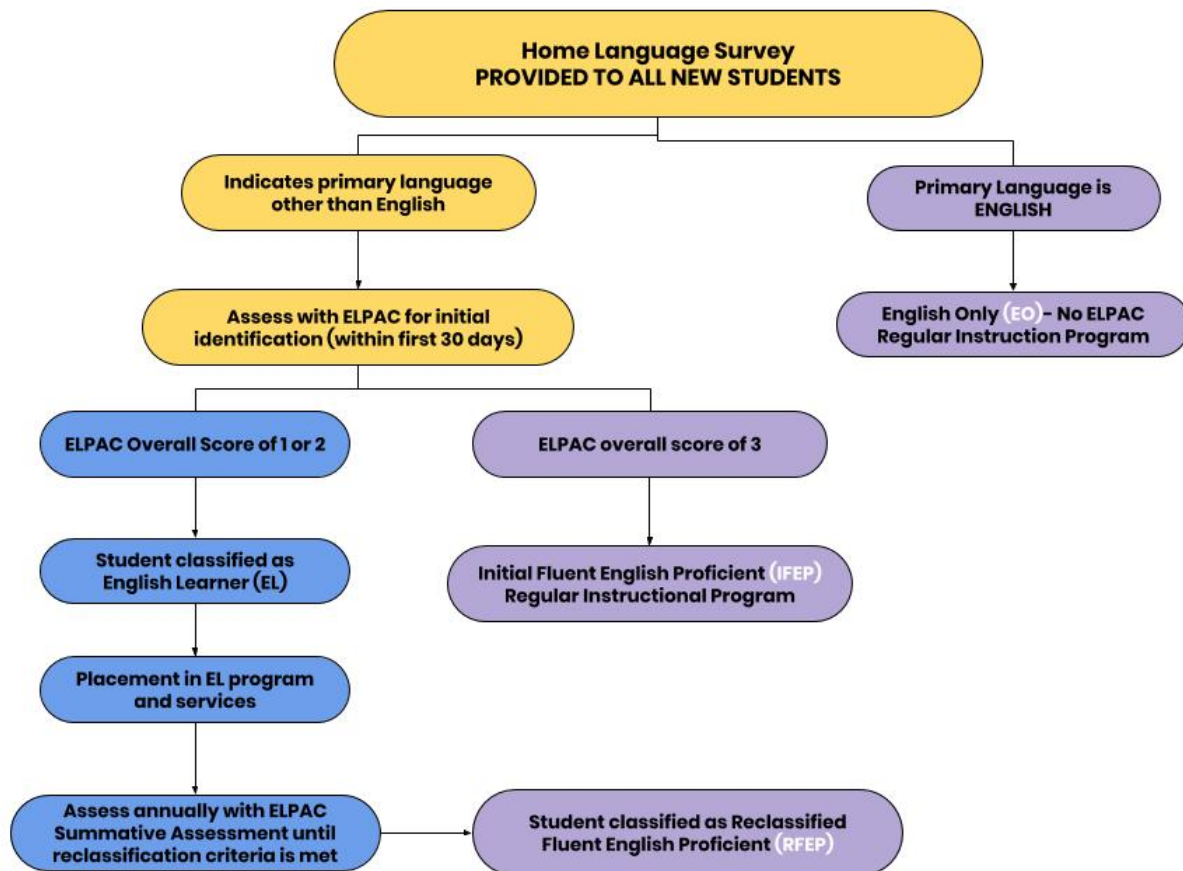 Home Language Survey
PROVIDED TO ALL NEW STUDENTS
Indicates primary language
other than English
Primary Language is
ENGLISH
Assess with ELPAC for initial
identification (within first 30 days)
English Only (EO)- No ELPAC
Regular Instruction Program
ELPAC Overall Score of 1 or 2
ELPAC overall score of 3
Student classified as
English Learner (EL)
Initial Fluent English Proficient (IFEP)
Regular Instructional Program
Placement in EL program
and services
Assess annually with ELPAC
Summative Assessment until
reclassification criteria is met
Student classified as Reclassified
Fluent English Proficient (RFEP)